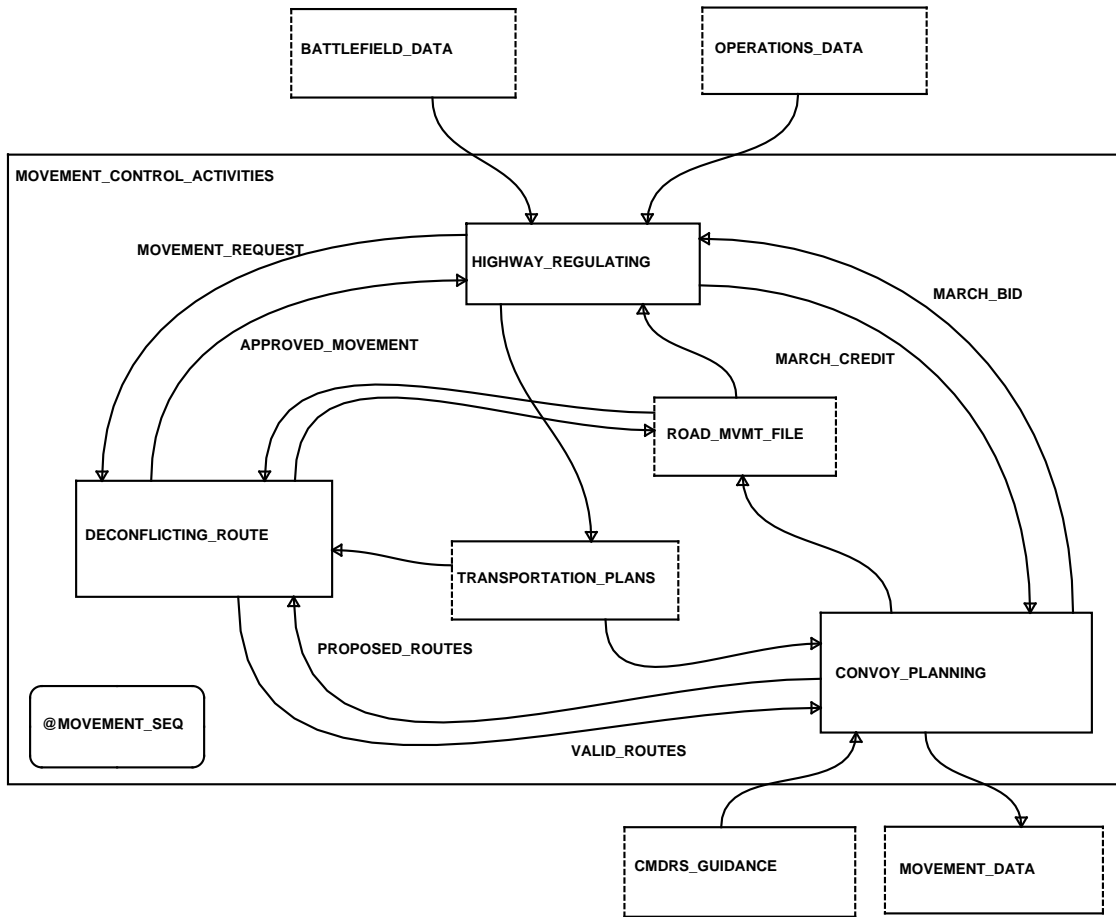 BATTLEFIELD_DATA
OPERATIONS_DATA
MOVEMENT_CONTROL_ACTIVITIES
MOVEMENT_REQUEST
HIGHWAY_REGULATING
MARCH_BID
APPROVED_MOVEMENT
MARCH_CREDIT
ROAD_MVMT_FILE
DECONFLICTING_ROUTE
TRANSPORTATION_PLANS
PROPOSED_ROUTES
CONVOY_PLANNING
@MOVEMENT_SEQ
VALID_ROUTES
CMDRS_GUIDANCE
MOVEMENT_DATA